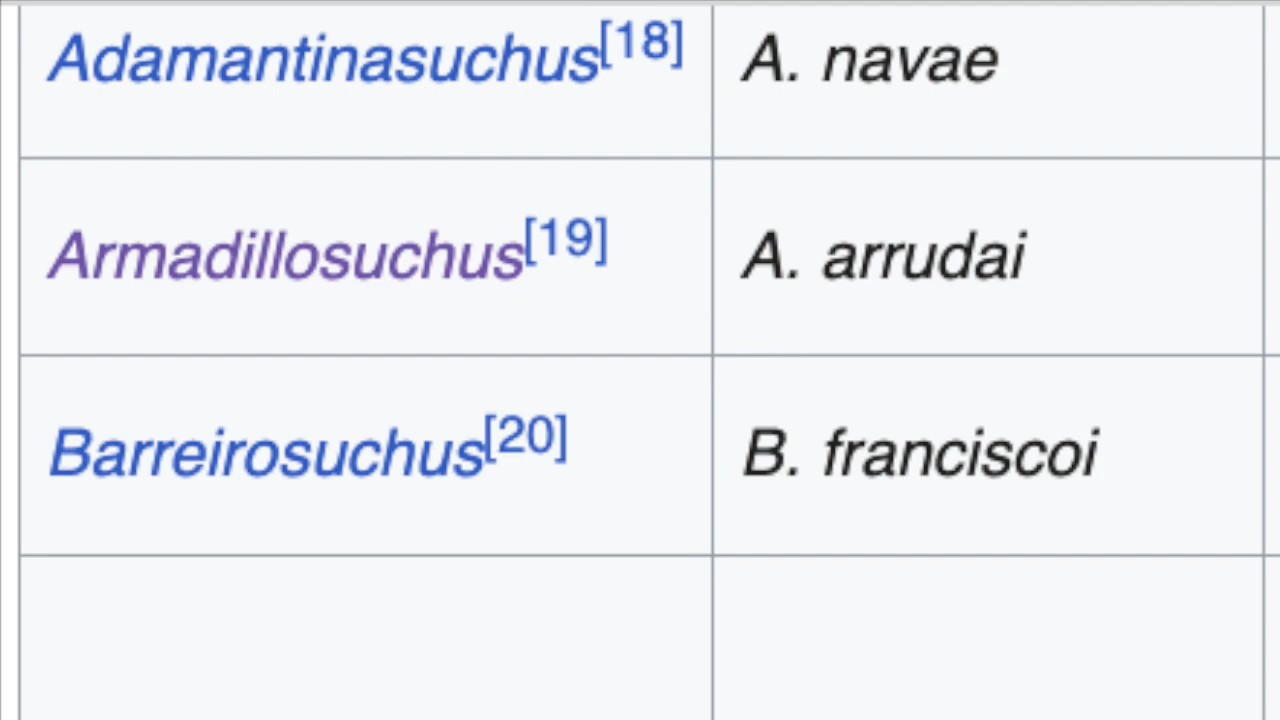 Adamantinasuchus[18] A. navae
Armadillosuchus[19] A. arrudai
Barreirosuchus[20] B. franciscoi